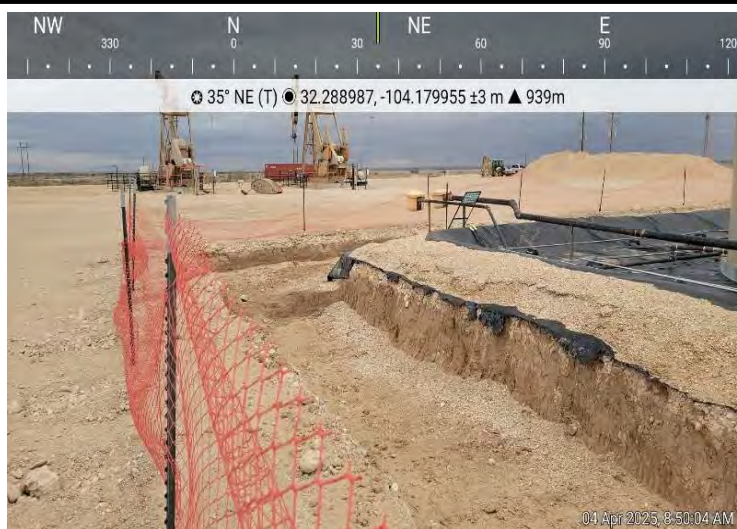 NW N NE E
330 0 30 60 90 120
35° NE (T) 32.288987, -104.179955 ±3 m ▲ 939m
04 Apr 2025, 8:50:04 AM